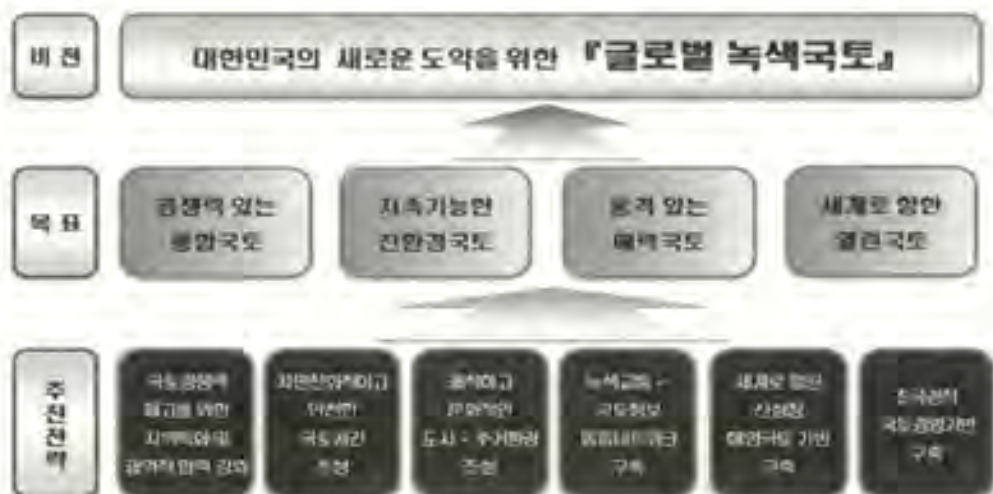 비 전
대한민국의 새로운 도약을 위한 『글로벌 녹색국토』
목 표
경쟁력 있는
통합국토
지속가능한
친환경국토
품격 있는
매력국토
세계로 향한
열린국토
추진전략
국토경쟁력
제고를 위한
지역특화 및
광역적 협력 강화
자연친화적이고
안전한
국토공간
조성
쾌적하고
문화적인
도시·주거환경
조성
녹색교통·
국토정보
통합네트워크
구축
세계로 열린
신성장
해양국토 기반
구축
초국경적
국토경영기반
구축